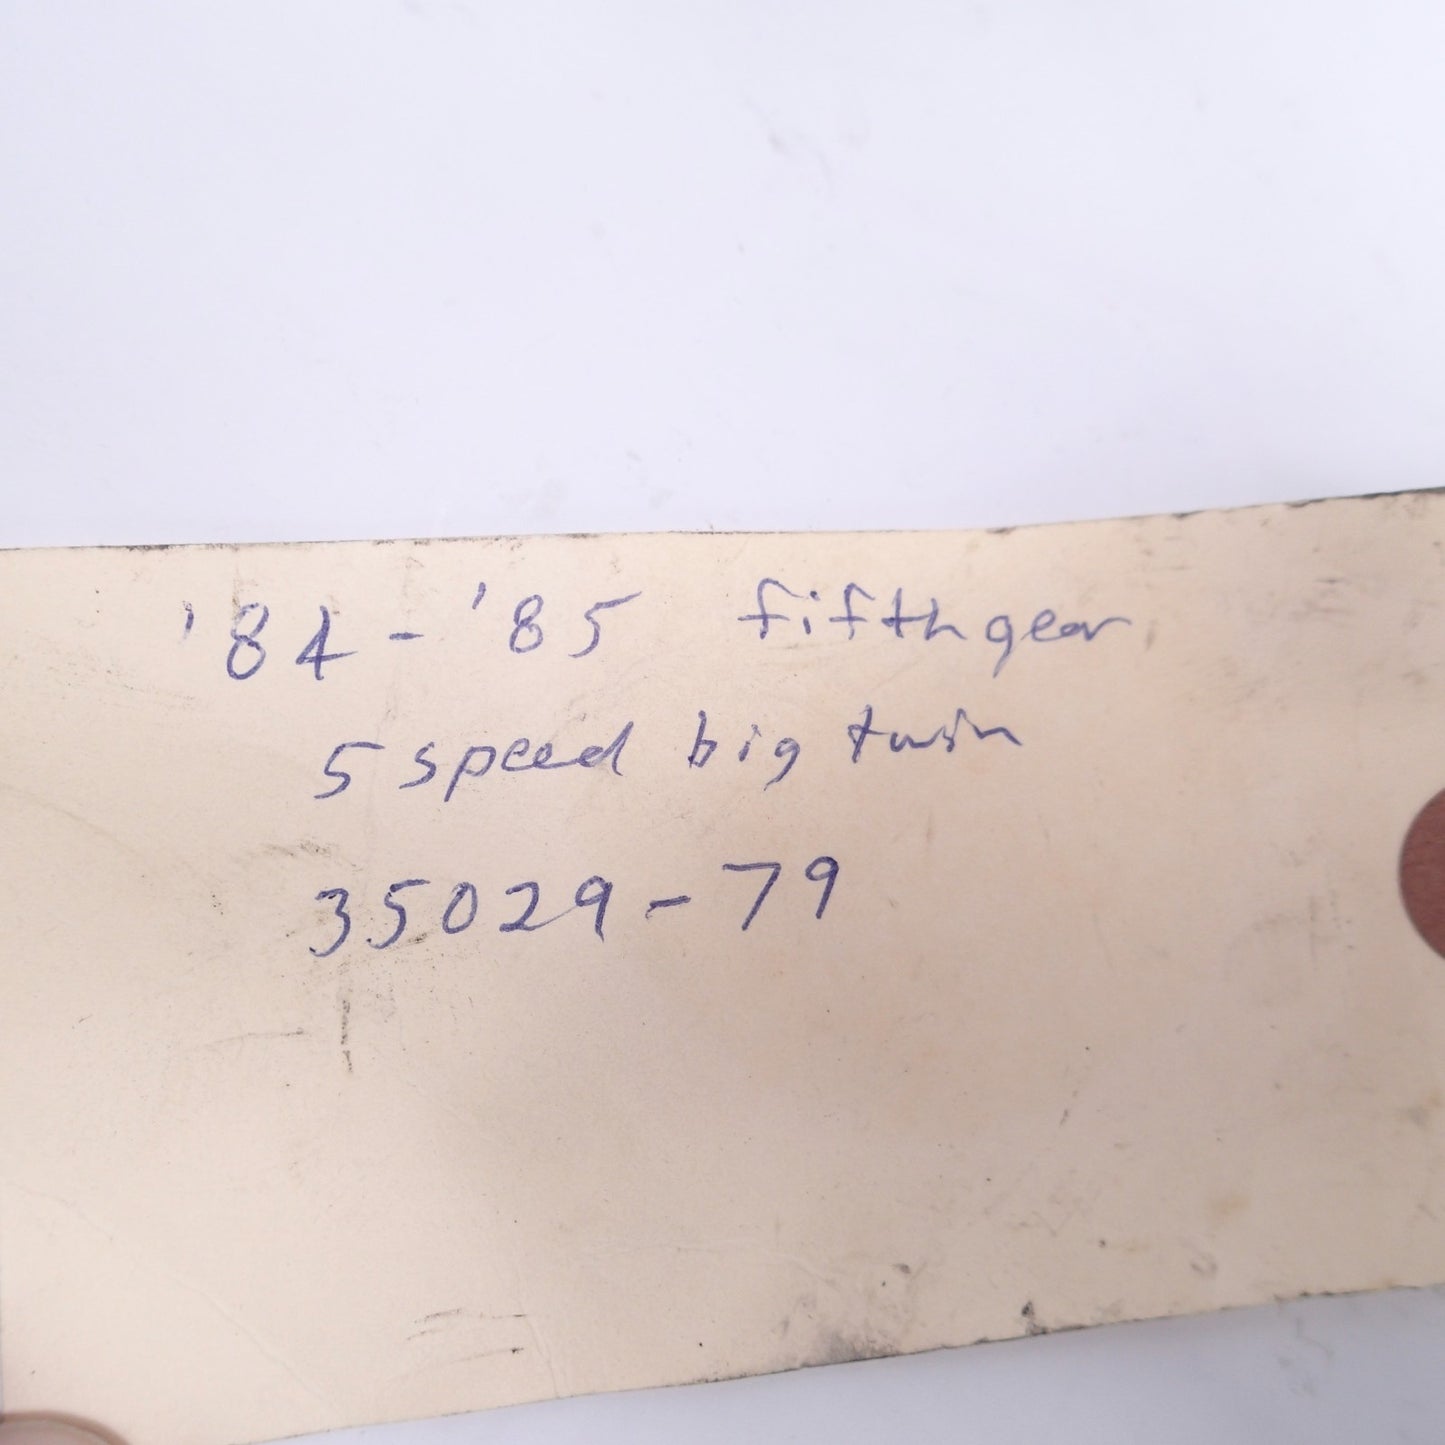 '84 - '85 fifth gear
5 speed big twin
35029-79